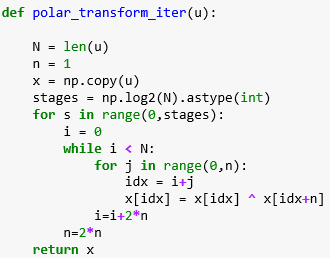 def polar_transform_iter(u):
    N = len(u)
    n = 1
    x = np.copy(u)
    stages = np.log2(N).astype(int)
    for s in range(0,stages):
        i = 0
        while i < N:
            for j in range(0,n):
                idx = i+j
                x[idx] = x[idx] ^ x[idx+n]
            i=i+2*n
        n=2*n
    return x